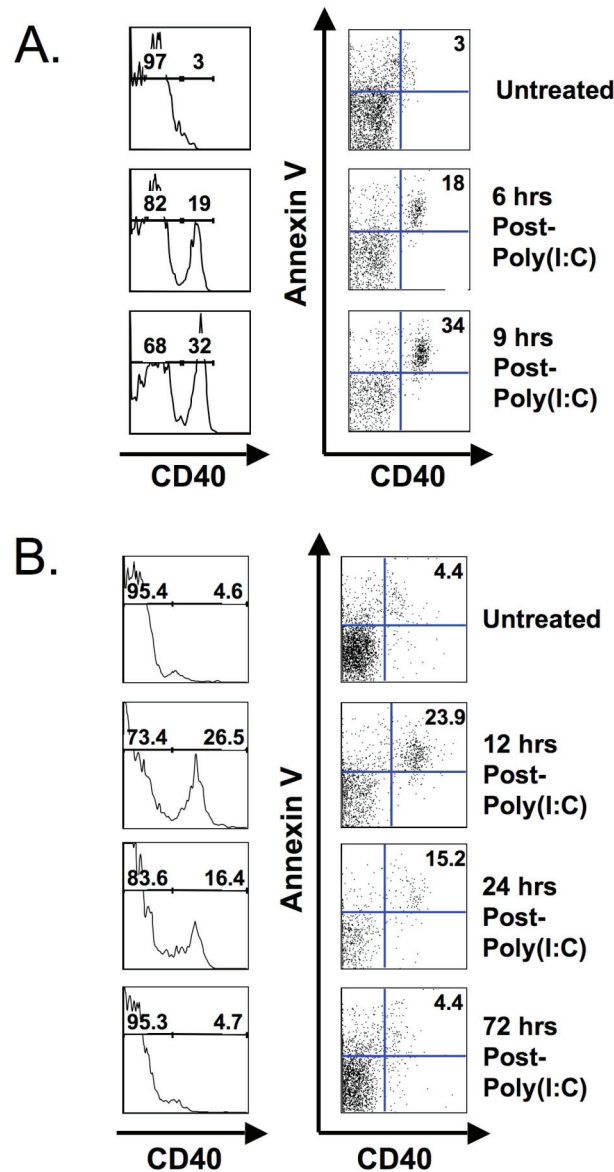 A.
97 3
3
Untreated
82 19
18
6 hrs
Post-
Poly(I:C)
68 32
34
9 hrs
Post-
Poly(I:C)
Annexin V
CD40
CD40
B.
95.4 4.6
4.4
Untreated
73.4 26.5
23.9
12 hrs
Post-
Poly(I:C)
83.6 16.4
15.2
24 hrs
Post-
Poly(I:C)
95.3 4.7
4.4
72 hrs
Post-
Poly(I:C)
Annexin V
CD40
CD40